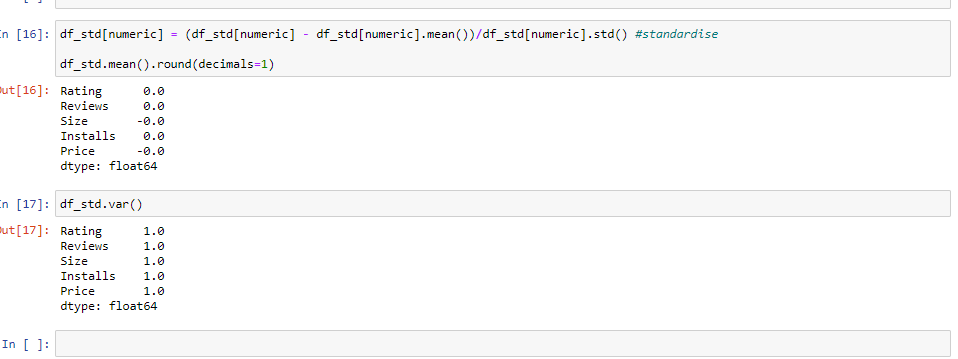 In [16]: df_std[numeric] = (df_std[numeric] - df_std[numeric].mean())/df_std[numeric].std() #standardise
df_std.mean().round(decimals=1)
Out[16]: Rating 0.0
Reviews 0.0
Size -0.0
Installs 0.0
Price -0.0
dtype: float64
In [17]: df_std.var()
Out[17]: Rating 1.0
Reviews 1.0
Size 1.0
Installs 1.0
Price 1.0
dtype: float64
In [ ]: